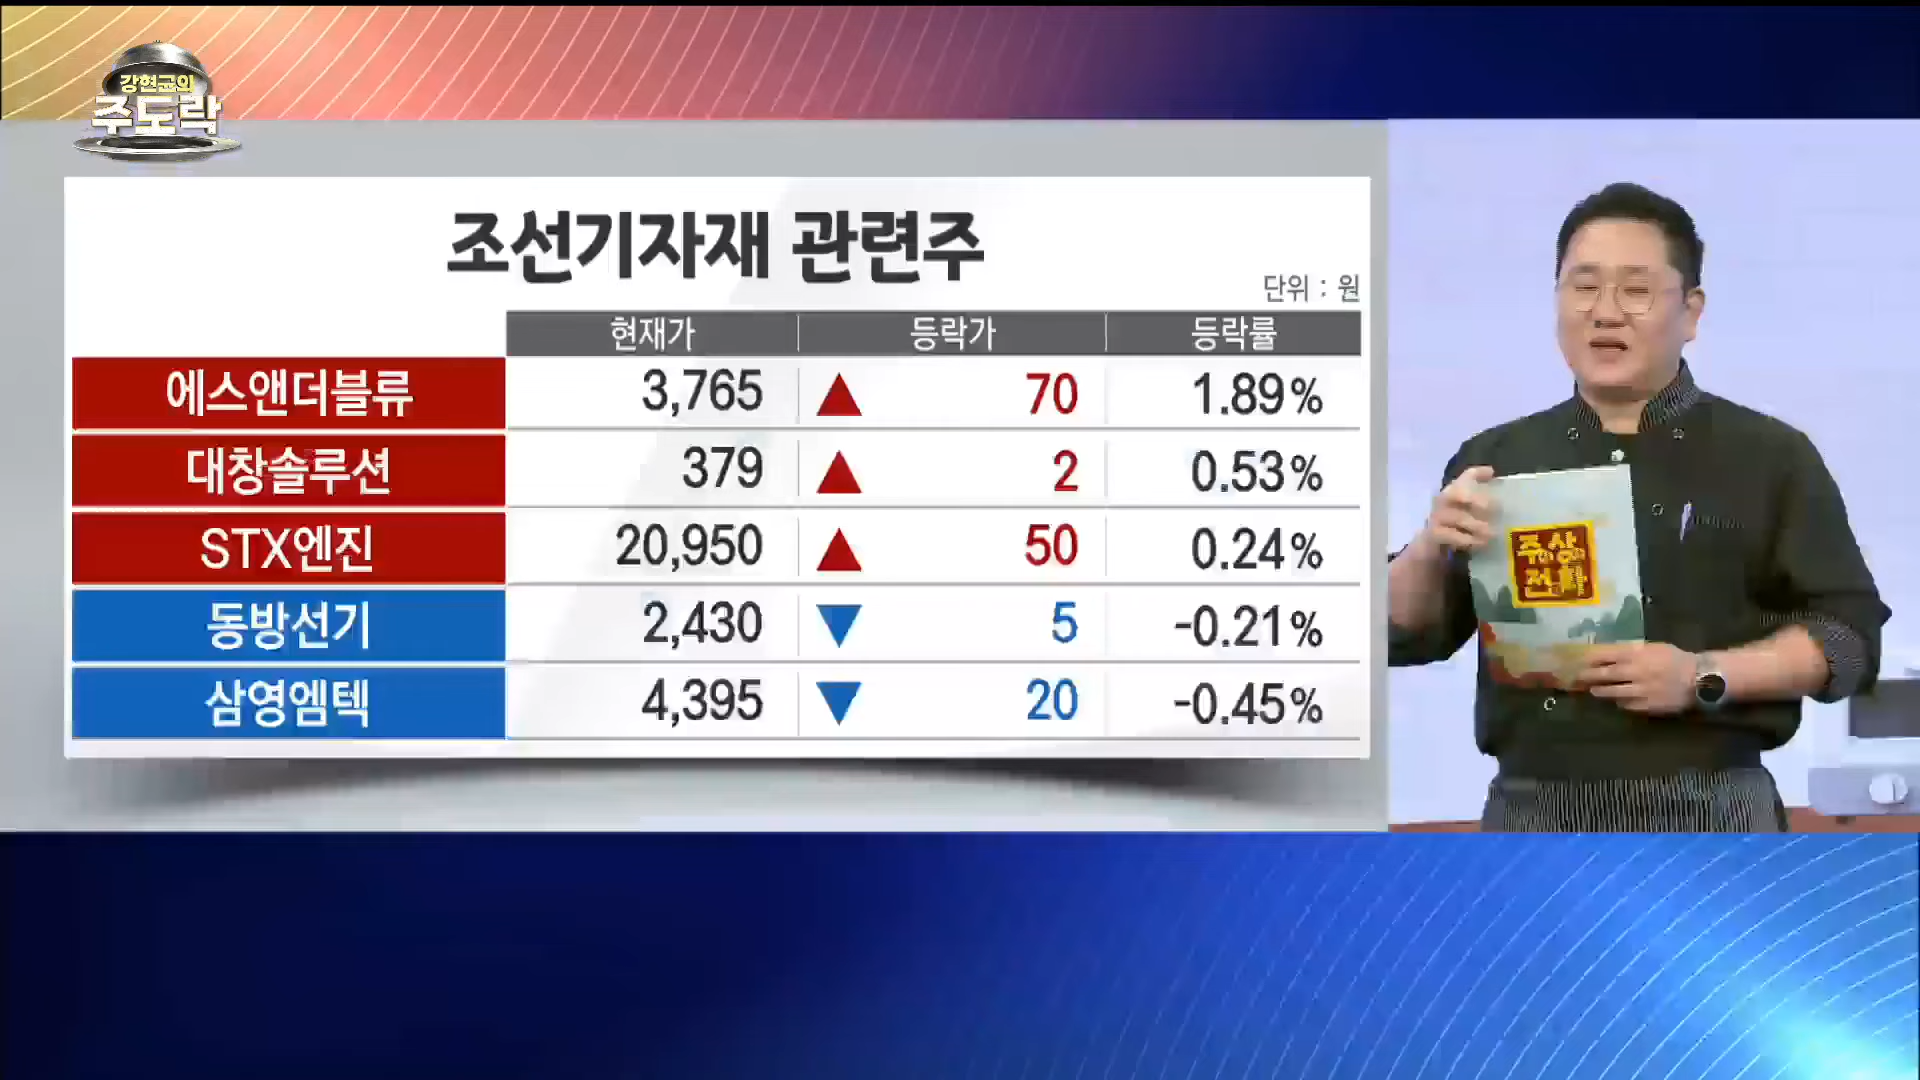 강현균의
주도락
조선기자재 관련주
단위 : 원
현재가 등락가 등락률
에스앤더블류 3,765 ▲ 70 1.89%
대창솔루션 379 ▲ 2 0.53%
STX엔진 20,950 ▲ 50 0.24%
동방선기 2,430 ▼ 5 -0.21%
삼영엠텍 4,395 ▼ 20 -0.45%
주상
전